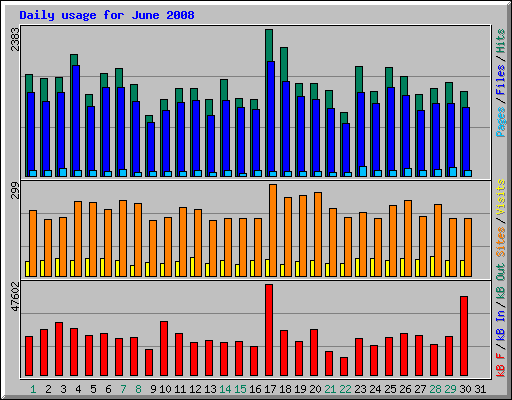 Daily usage for June 2008
2383
Pages / Files / Hits
299
Sites / Visits
47602
kB F / kB In / kB Out
1 2 3 4 5 6 7 8 9 10 11 12 13 14 15 16 17 18 19 20 21 22 23 24 25 26 27 28 29 30 31